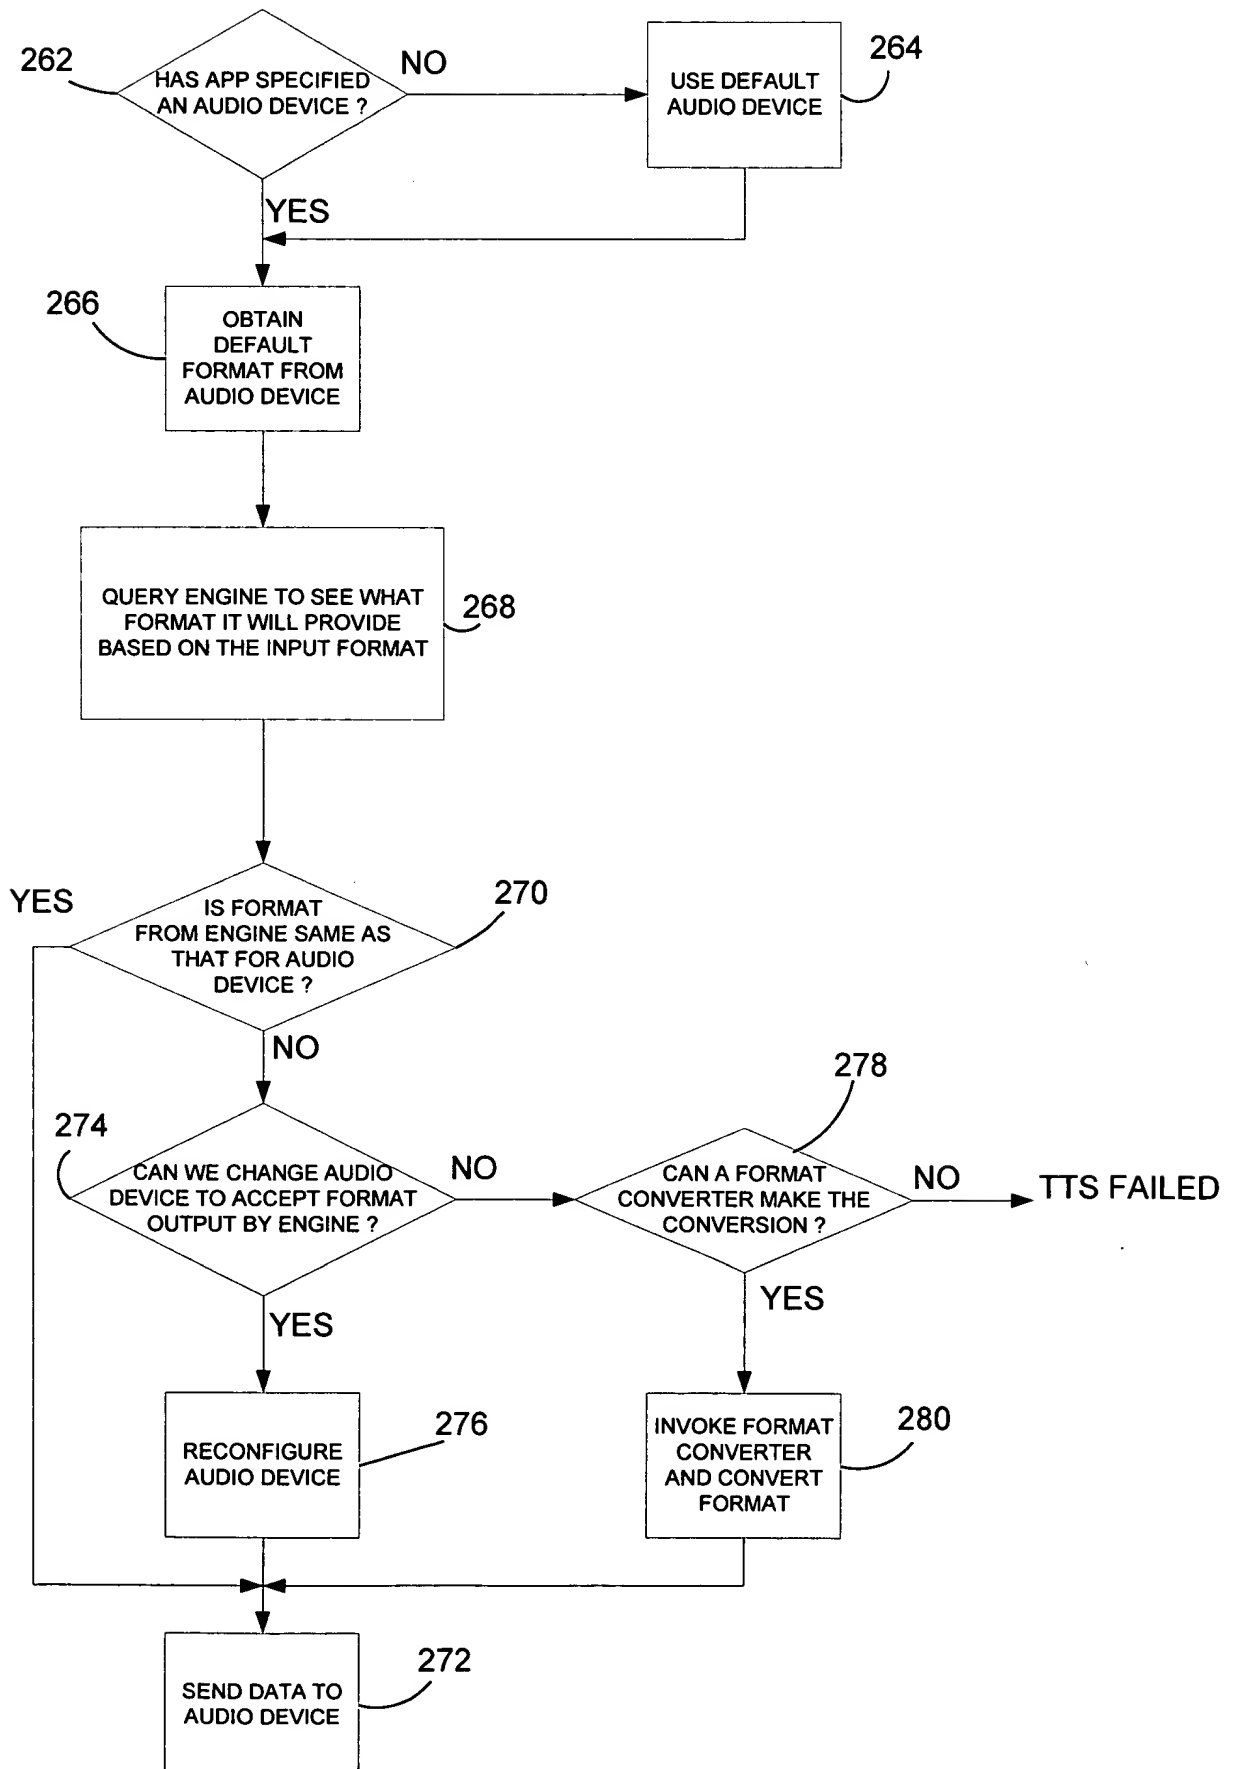 262
HAS APP SPECIFIED
AN AUDIO DEVICE ?
NO
USE DEFAULT
AUDIO DEVICE
264
YES
266
OBTAIN
DEFAULT
FORMAT FROM
AUDIO DEVICE
QUERY ENGINE TO SEE WHAT
FORMAT IT WILL PROVIDE
BASED ON THE INPUT FORMAT
268
YES
IS FORMAT
FROM ENGINE SAME AS
THAT FOR AUDIO
DEVICE ?
270
NO
274
CAN WE CHANGE AUDIO
DEVICE TO ACCEPT FORMAT
OUTPUT BY ENGINE ?
NO
278
CAN A FORMAT
CONVERTER MAKE THE
CONVERSION ?
NO
TTS FAILED
YES
YES
RECONFIGURE
AUDIO DEVICE
276
INVOKE FORMAT
CONVERTER
AND CONVERT
FORMAT
280
SEND DATA TO
AUDIO DEVICE
272